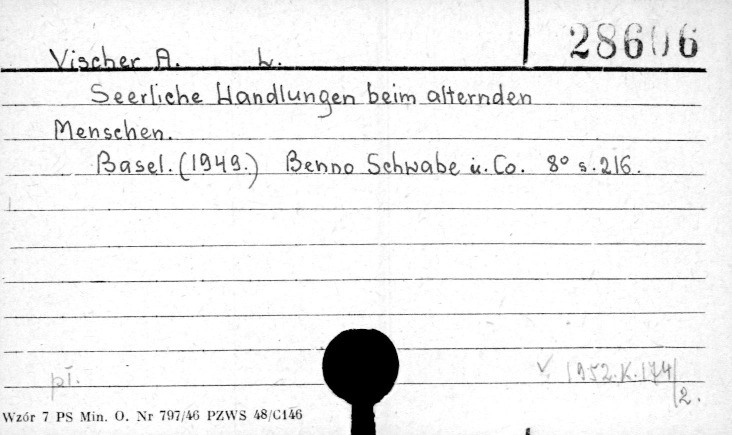 28606
Vischer A. L.
Seerliche Handlungen beim alternden
Menschen.
Basel. (1949.) Benno Schwabe u. Co. 8° s. 216.
pł.
V. 1952.K.174/2.
Wzór 7 PS Min. O. Nr 797/46 PZWS 48/C146